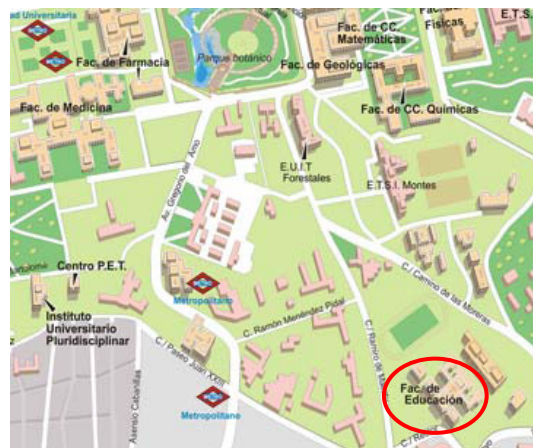 ad Universitaria
Fac. de Farmacia
Parque botánico
Fac. de CC.
Matemáticas
Físicas
E.T.S.
Fac. de Geológicas
Fac. de Medicina
Fac. de CC. Químicas
Av. Gregorio del Amo
E.U.I.T
Forestales
E.T.S.I. Montes
Centro P.E.T.
Metropolitano
C./ Camino de las Moreras
Instituto
Universitario
Pluridisciplinar
C. Ramón Menéndez Pidal
C./ Paseo Juan XXIII
C./ Ramiro de
Asensio Cabanillas
Metropolitano
Fac. de
Educación